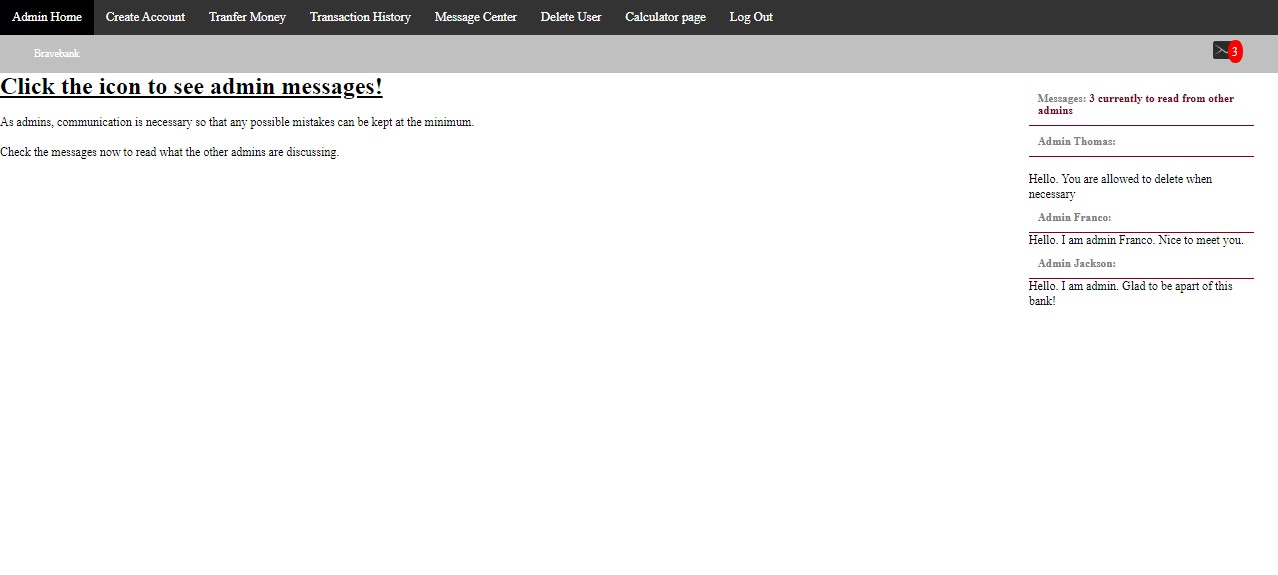 Admin Home Create Account Tranfer Money Transaction History Message Center Delete User Calculator page Log Out
Bravebank
3
Click the icon to see admin messages!
As admins, communication is necessary so that any possible mistakes can be kept at the minimum.
Check the messages now to read what the other admins are discussing.
Messages: 3 currently to read from other
admins
Admin Thomas:
Hello. You are allowed to delete when
necessary
Admin Franco:
Hello. I am admin Franco. Nice to meet you.
Admin Jackson:
Hello. I am admin. Glad to be apart of this
bank!